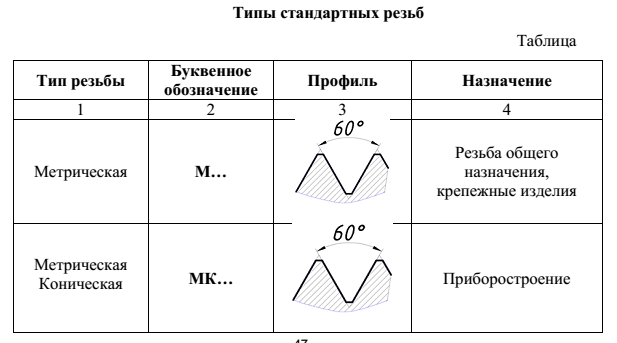 Типы стандартных резьб
Таблица
Тип резьбы
Буквенное обозначение
Профиль
Назначение
1
2
3
4
Метрическая
М...
60°
Резьба общего
назначения,
крепежные изделия
Метрическая
Коническая
МК...
60°
Приборостроение
47